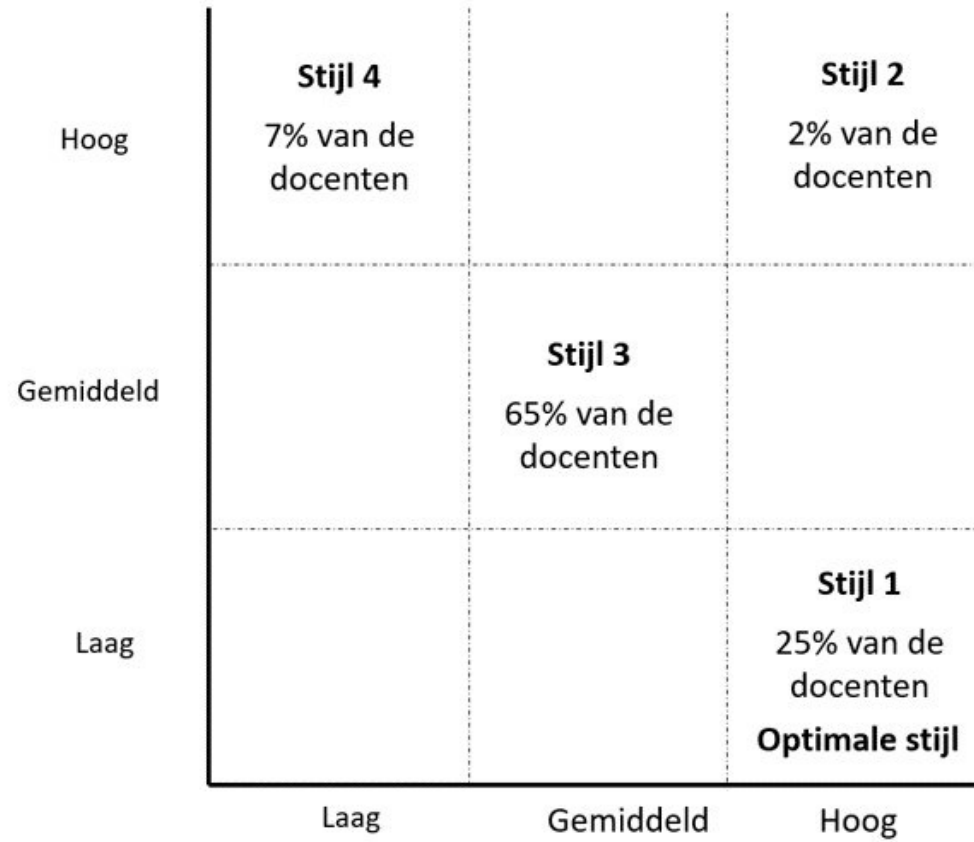 Stijl 4
7% van de
docenten
Stijl 2
2% van de
docenten
Hoog
Stijl 3
65% van de
docenten
Gemiddeld
Stijl 1
25% van de
docenten
Optimale stijl
Laag
Laag
Gemiddeld
Hoog